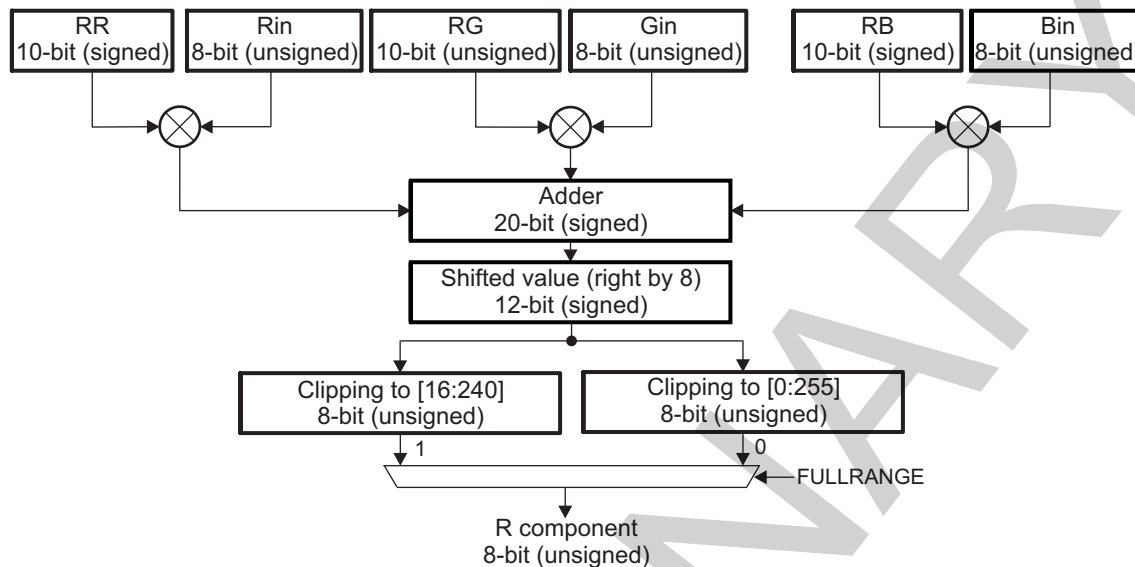 RR
10-bit (signed)
Rin
8-bit (unsigned)
RG
10-bit (unsigned)
Gin
8-bit (unsigned)
RB
10-bit (signed)
Bin
8-bit (unsigned
Adder
20-bit (signed)
Shifted value (right by 8)
12-bit (signed)
Clipping to [16:240]
8-bit (unsigned)
Clipping to [0:255]
8-bit (unsigned)
1
0
FULLRANGE
R component
8-bit (unsigned)
NARY